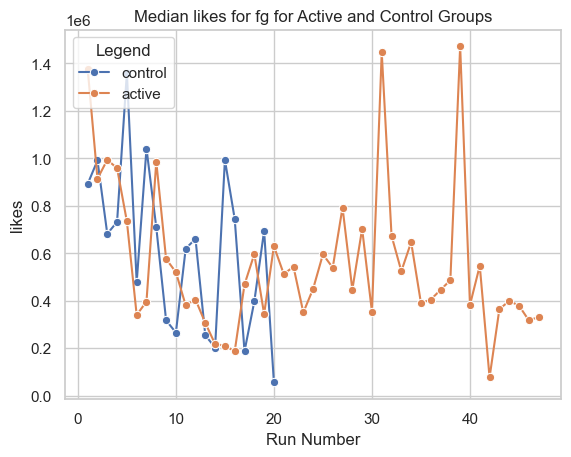 Median likes for fg for Active and Control Groups
1e6
Legend
control
active
1.4
1.2
1.0
0.8
0.6
0.4
0.2
0.0
likes
0 10 20 30 40
Run Number